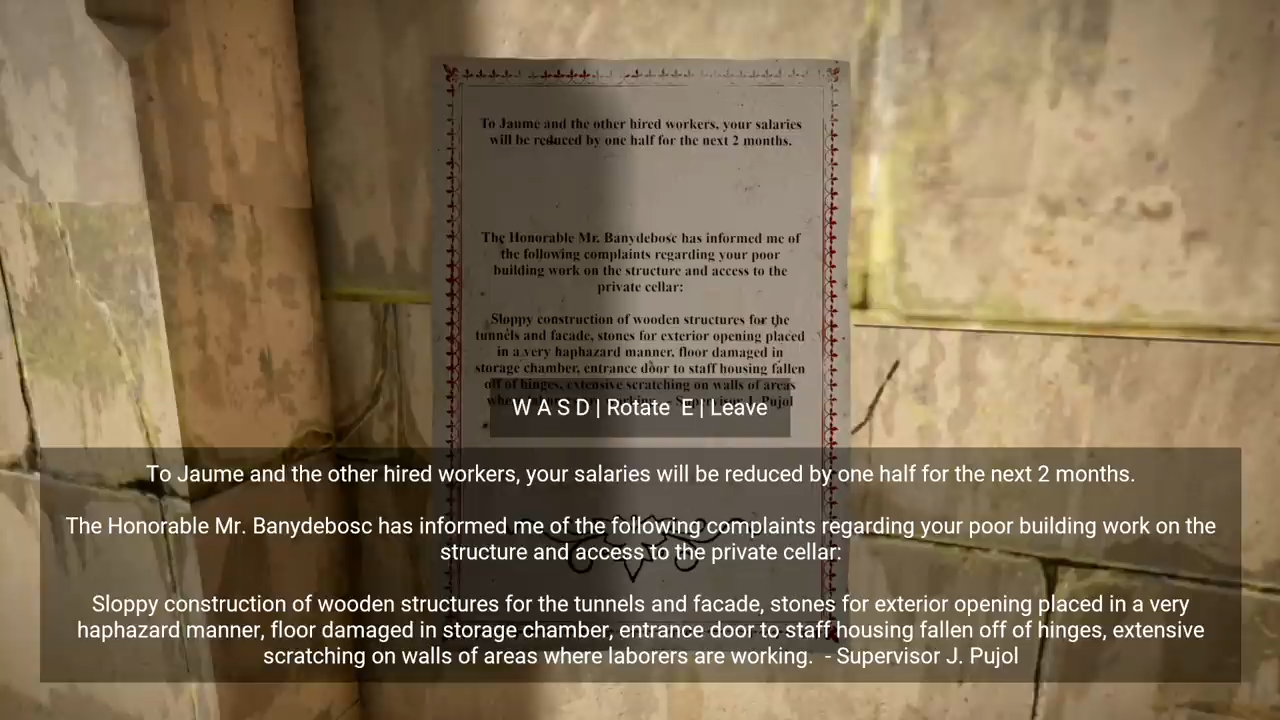 To Jaume and the other hired workers, your salaries
will be reduced by one half for the next 2 months.
The Honorable Mr. Banydebosc has informed me of
the following complaints regarding your poor
building work on the structure and access to the
private cellar:
Sloppy construction of wooden structures for the
tunnels and facade, stones for exterior opening placed
in a very haphazard manner, floor damaged in
storage chamber, entrance door to staff housing fallen
off of hinges, extensive scratching on walls of areas
where laborers are working. - Supervisor J. Pujol
W A S D | Rotate E | Leave
To Jaume and the other hired workers, your salaries will be reduced by one half for the next 2 months.
The Honorable Mr. Banydebosc has informed me of the following complaints regarding your poor building work on the
structure and access to the private cellar:
Sloppy construction of wooden structures for the tunnels and facade, stones for exterior opening placed in a very
haphazard manner, floor damaged in storage chamber, entrance door to staff housing fallen off of hinges, extensive
scratching on walls of areas where laborers are working. - Supervisor J. Pujol